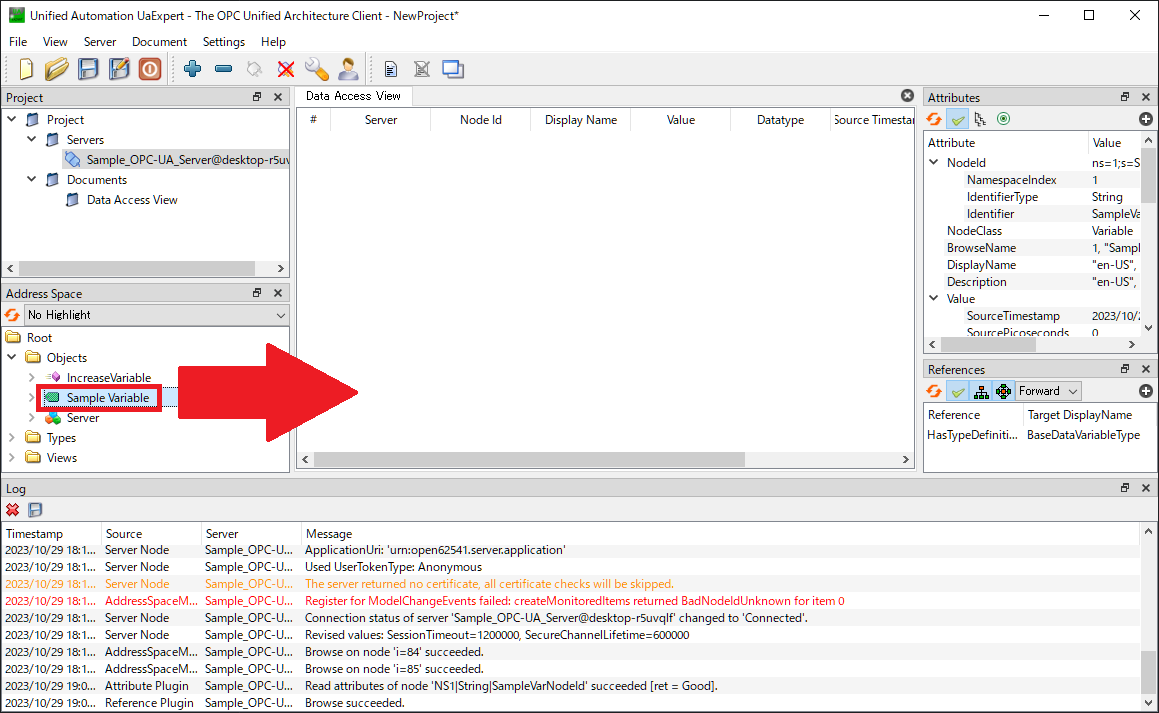 Unified Automation UaExpert - The OPC Unified Architecture Client - NewProject*
File View Server Document Settings Help
Project
Project
Servers
Sample_OPC-UA_Server@desktop-r5uv
Documents
Data Access View
Address Space
No Highlight
Root
Objects
IncreaseVariable
Sample Variable
Server
Types
Views
Data Access View
# Server Node Id Display Name Value Datatype Source Timestar
Attributes
Attribute Value
NodeId ns=1;s=S
NamespaceIndex 1
IdentifierType String
Identifier SampleVa
NodeClass Variable
BrowseName 1, "Sampl
DisplayName "en-US",
Description "en-US",
Value
SourceTimestamp 2023/10/2
SourcePicoseconds 0
References
Forward
Reference Target DisplayName
HasTypeDefiniti... BaseDataVariableType
Log
Timestamp Source Server Message
2023/10/29 18:1... Server Node Sample_OPC-U... ApplicationUri: 'urn:open62541.server.application'
2023/10/29 18:1... Server Node Sample_OPC-U... Used UserTokenType: Anonymous
2023/10/29 18:1... Server Node Sample_OPC-U... The server returned no certificate, all certificate checks will be skipped.
2023/10/29 18:1... AddressSpaceM... Sample_OPC-U... Register for ModelChangeEvents failed: createMonitoredItems returned BadNodeIdUnknown for item 0
2023/10/29 18:1... Server Node Sample_OPC-U... Connection status of server 'Sample_OPC-UA_Server@desktop-r5uvqlf' changed to 'Connected'.
2023/10/29 18:1... Server Node Sample_OPC-U... Revised values: SessionTimeout=1200000, SecureChannelLifetime=600000
2023/10/29 18:1... AddressSpaceM... Sample_OPC-U... Browse on node 'i=84' succeeded.
2023/10/29 18:1... AddressSpaceM... Sample_OPC-U... Browse on node 'i=85' succeeded.
2023/10/29 19:0... Attribute Plugin Sample_OPC-U... Read attributes of node 'NS1|String|SampleVarNodeId' succeeded [ret = Good].
2023/10/29 19:0... Reference Plugin Sample_OPC-U... Browse succeeded.